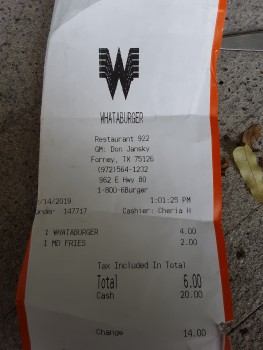 W
WHATABURGER
Restaurant 922
GM: Don Jansky
Forney, TX 75126
(972)564-1232
962 E Hwy 80
1-800-6Burger
/14/2019 1:01:25 PM
147717 Cashier: Cheria H
1 WHATABURGER 4.00
1 MD FRIES 2.00
Tax Included In Total
Total 6.00
Cash 20.00
Change 14.00